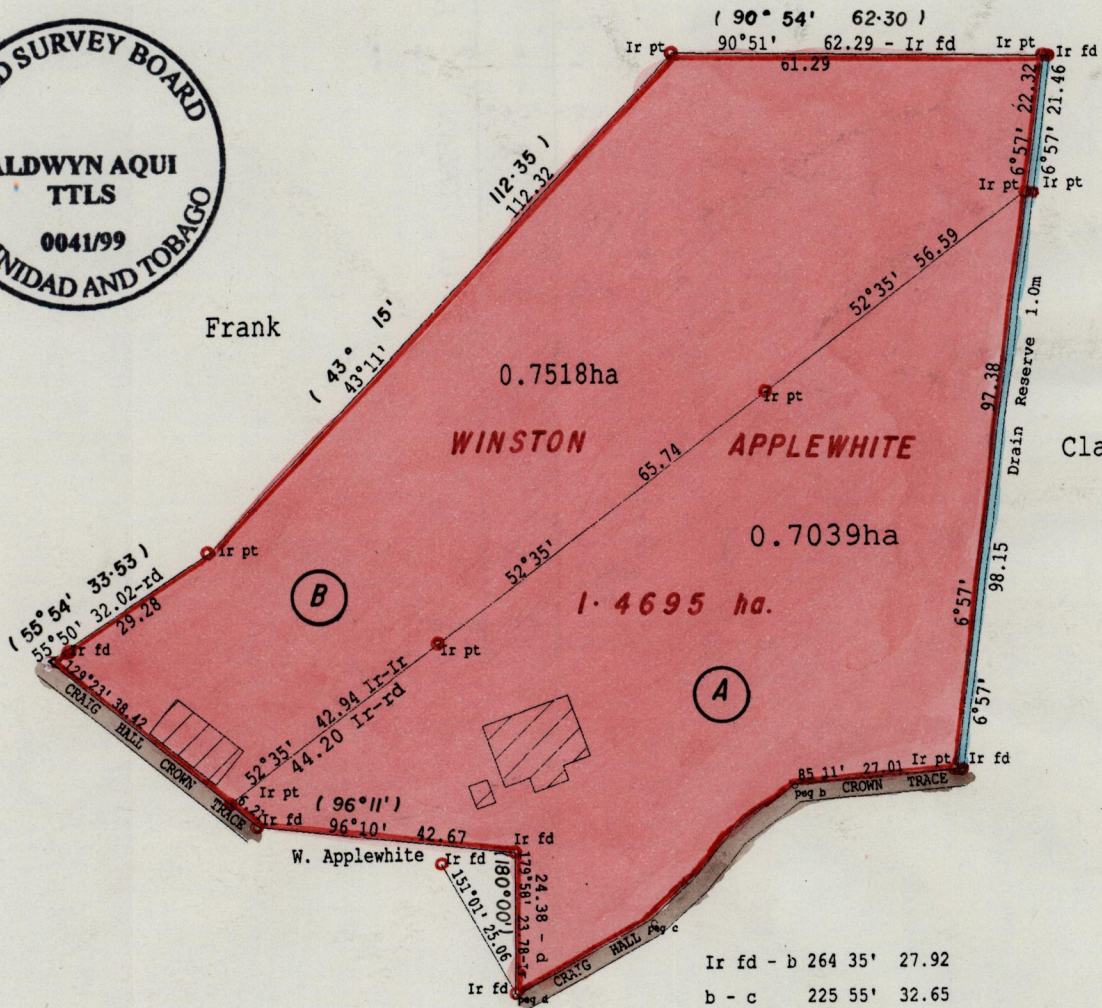 ( 90° 54' 62·30 )
Ir pt 90°51' 62.29 - Ir fd Ir pt Ir fd
61.29
D SURVEY BOARD
ALDWYN AQUI
TTLS
0041/99
NIDAD AND TOBAGO
6°57' 22.32
6°57' 21.46
Ir pt Ir pt
112·35 )
112.32
( 43° 15'
43°11'
Frank
52°35' 56.59
0.7518ha
Ir pt
Drain Reserve 1.0m
97.38
WINSTON APPLEWHITE
Cla
65.74
0.7039ha
98.15
Ir pt
( 55°54' 33·53 )
55°50' 32.02-rd
29.28
52°35'
B
1·4695 ha.
6°57'
Ir fd
Ir pt
129°23' 38.42
CRAIG HALL CROWN TRACE
A
6°57'
52°35' 42.94 Ir-Ir
44.20 Ir-rd
Ir pt Ir fd
85 11' 27.01
peg b CROWN TRACE
6.21
Ir pt
( 96°11' )
Ir fd 96°10' 42.67 Ir fd
W. Applewhite Ir fd
151°01' 25.06
(180°00')
179°58' 23.78-Ir
24.38 - d
CRAIG HALL peg c
Ir fd peg d
Ir fd - b 264 35' 27.92
b - c 225 55' 32.65